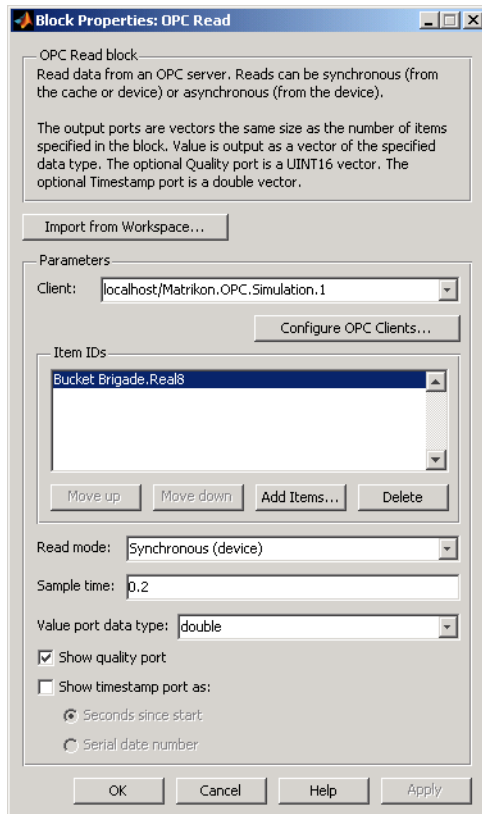 Block Properties: OPC Read
OPC Read block
Read data from an OPC server. Reads can be synchronous (from
the cache or device) or asynchronous (from the device).
The output ports are vectors the same size as the number of items
specified in the block. Value is output as a vector of the specified
data type. The optional Quality port is a UINT16 vector. The
optional Timestamp port is a double vector.
Import from Workspace...
Parameters
Client: localhost/Matrikon.OPC.Simulation.1
Configure OPC Clients...
Item IDs
Bucket Brigade.Real8
Move up Move down Add Items... Delete
Read mode: Synchronous (device)
Sample time: 0.2
Value port data type: double
Show quality port
Show timestamp port as:
Seconds since start
Serial date number
OK Cancel Help Apply